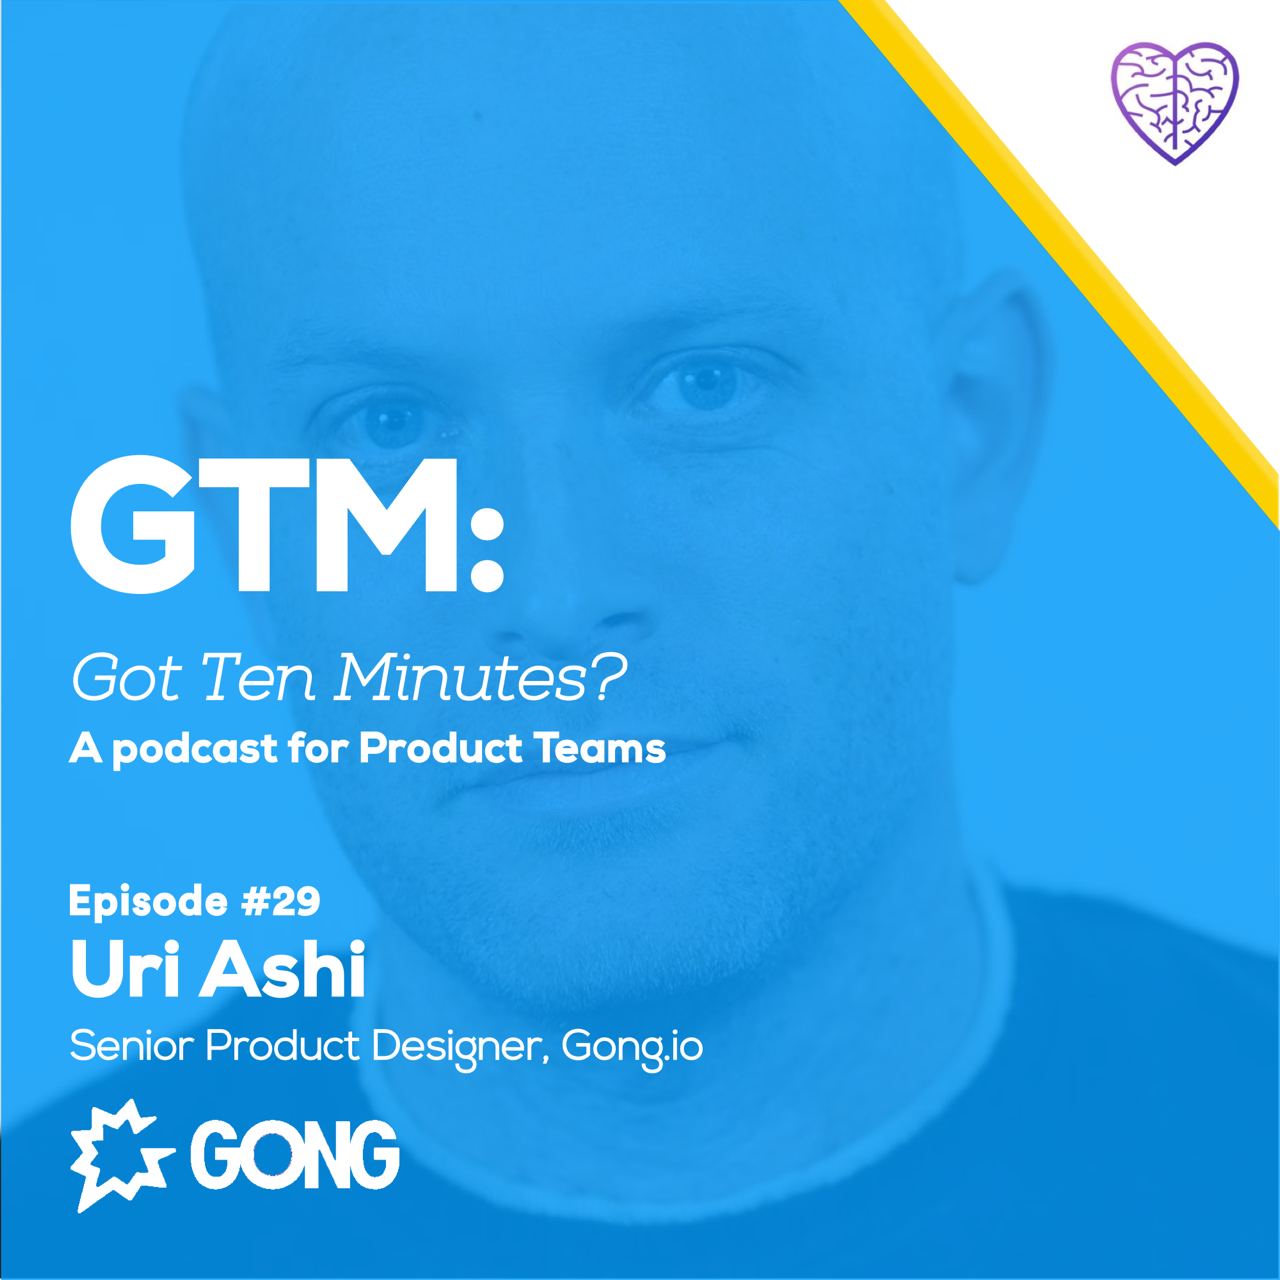 GTM:
Got Ten Minutes?
A podcast for Product Teams
Episode #29
Uri Ashi
Senior Product Designer, Gong.io
GONG